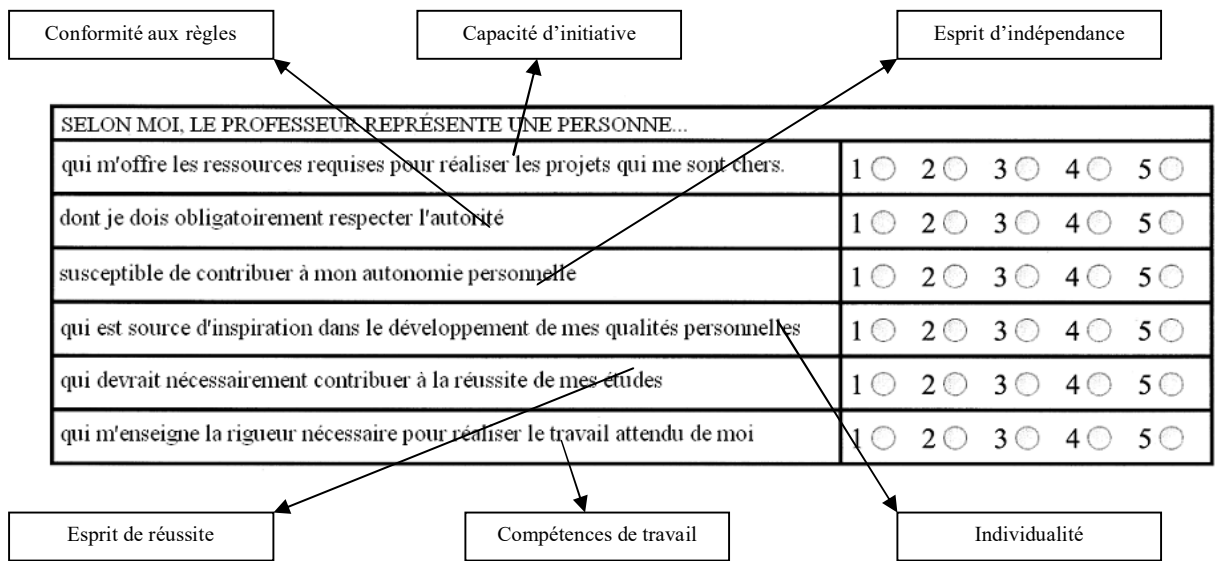 Conformité aux règles
Capacité d’initiative
Esprit d’indépendance
SELON MOI, LE PROFESSEUR REPRÉSENTE UNE PERSONNE...
qui m'offre les ressources requises pour réaliser les projets qui me sont chers. 1 2 3 4 5
dont je dois obligatoirement respecter l'autorité 1 2 3 4 5
susceptible de contribuer à mon autonomie personnelle 1 2 3 4 5
qui est source d'inspiration dans le développement de mes qualités personnelles 1 2 3 4 5
qui devrait nécessairement contribuer à la réussite de mes études 1 2 3 4 5
qui m'enseigne la rigueur nécessaire pour réaliser le travail attendu de moi 1 2 3 4 5
Esprit de réussite
Compétences de travail
Individualité